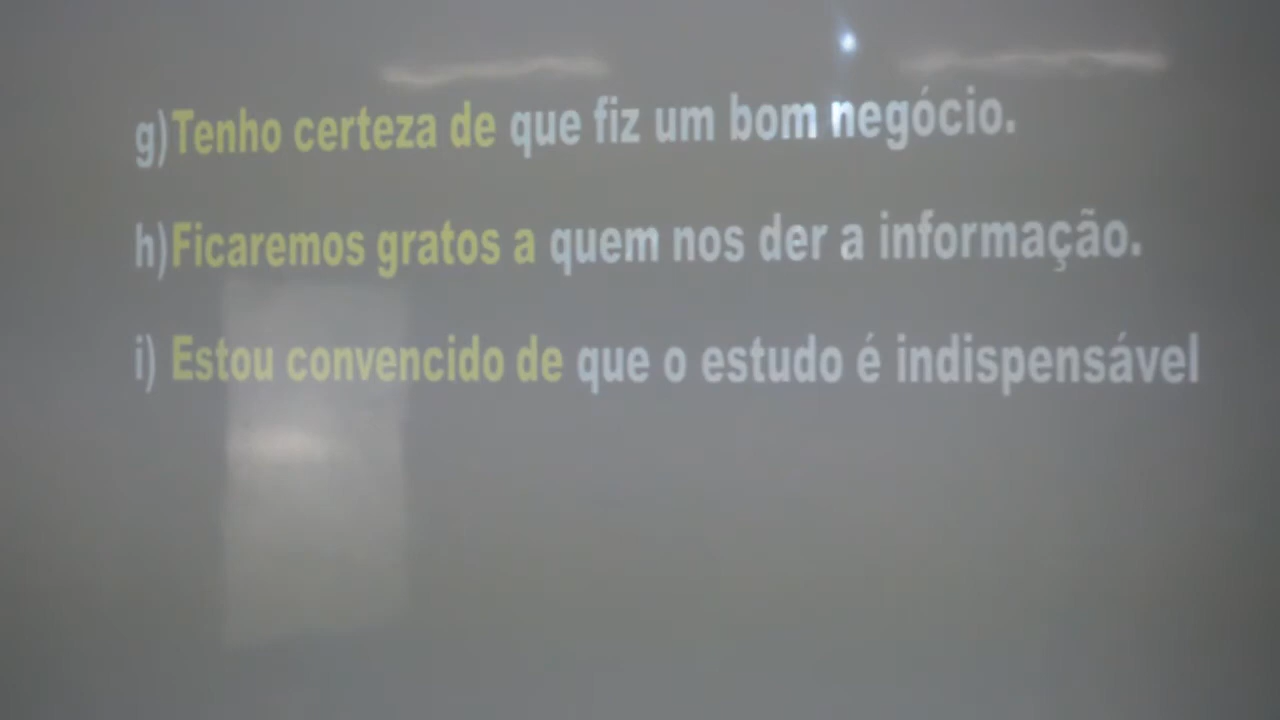 g)Tenho certeza de que fiz um bom negócio.
h)Ficaremos gratos a quem nos der a informação.
i) Estou convencido de que o estudo é indispensável